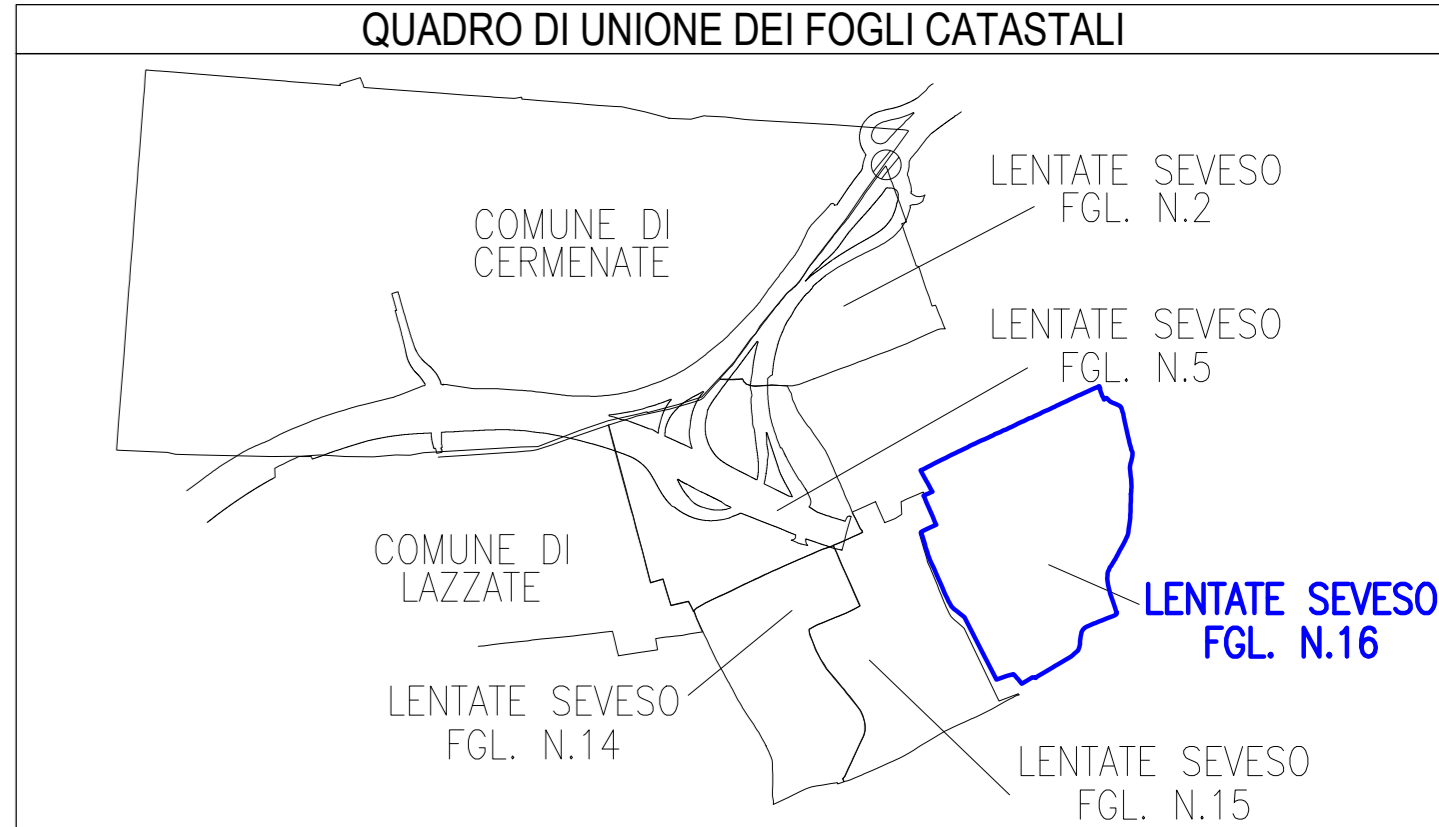 QUADRO DI UNIONE DEI FOGLI CATASTALI
LENTATE SEVESO
FGL. N.2
COMUNE DI
CERMENATE
LENTATE SEVESO
FGL. N.5
COMUNE DI
LAZZATE
LENTATE SEVESO
FGL. N.16
LENTATE SEVESO
FGL. N.14
LENTATE SEVESO
FGL. N.15